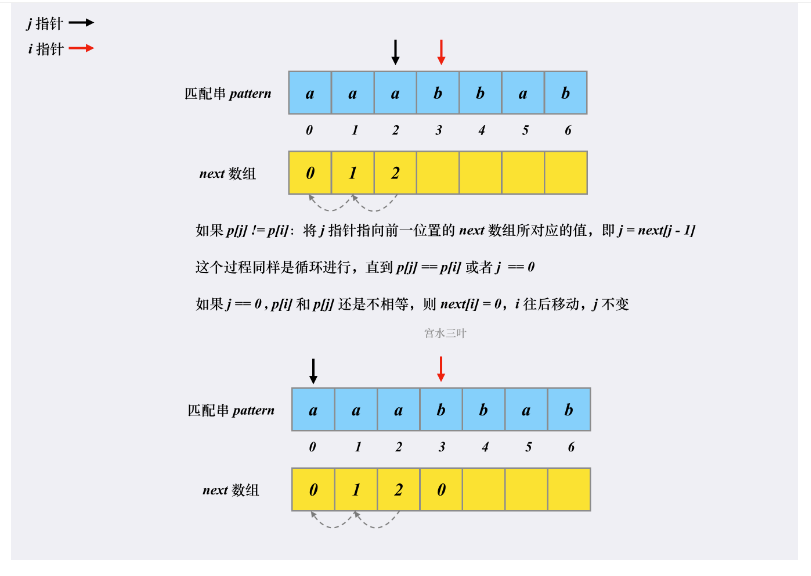 j 指针
i 指针
匹配串 pattern a a a b b a b
0 1 2 3 4 5 6
next 数组 0 1 2
如果 p[j] != p[i]：将 j 指针指向前一位置的 next 数组所对应的值，即 j = next[j - 1]
这个过程同样是循环进行，直到 p[j] == p[i] 或者 j == 0
如果 j == 0 , p[i] 和 p[j] 还是不相等，则 next[i] = 0，i 往后移动，j 不变
宫水三叶
匹配串 pattern a a a b b a b
0 1 2 3 4 5 6
next 数组 0 1 2 0